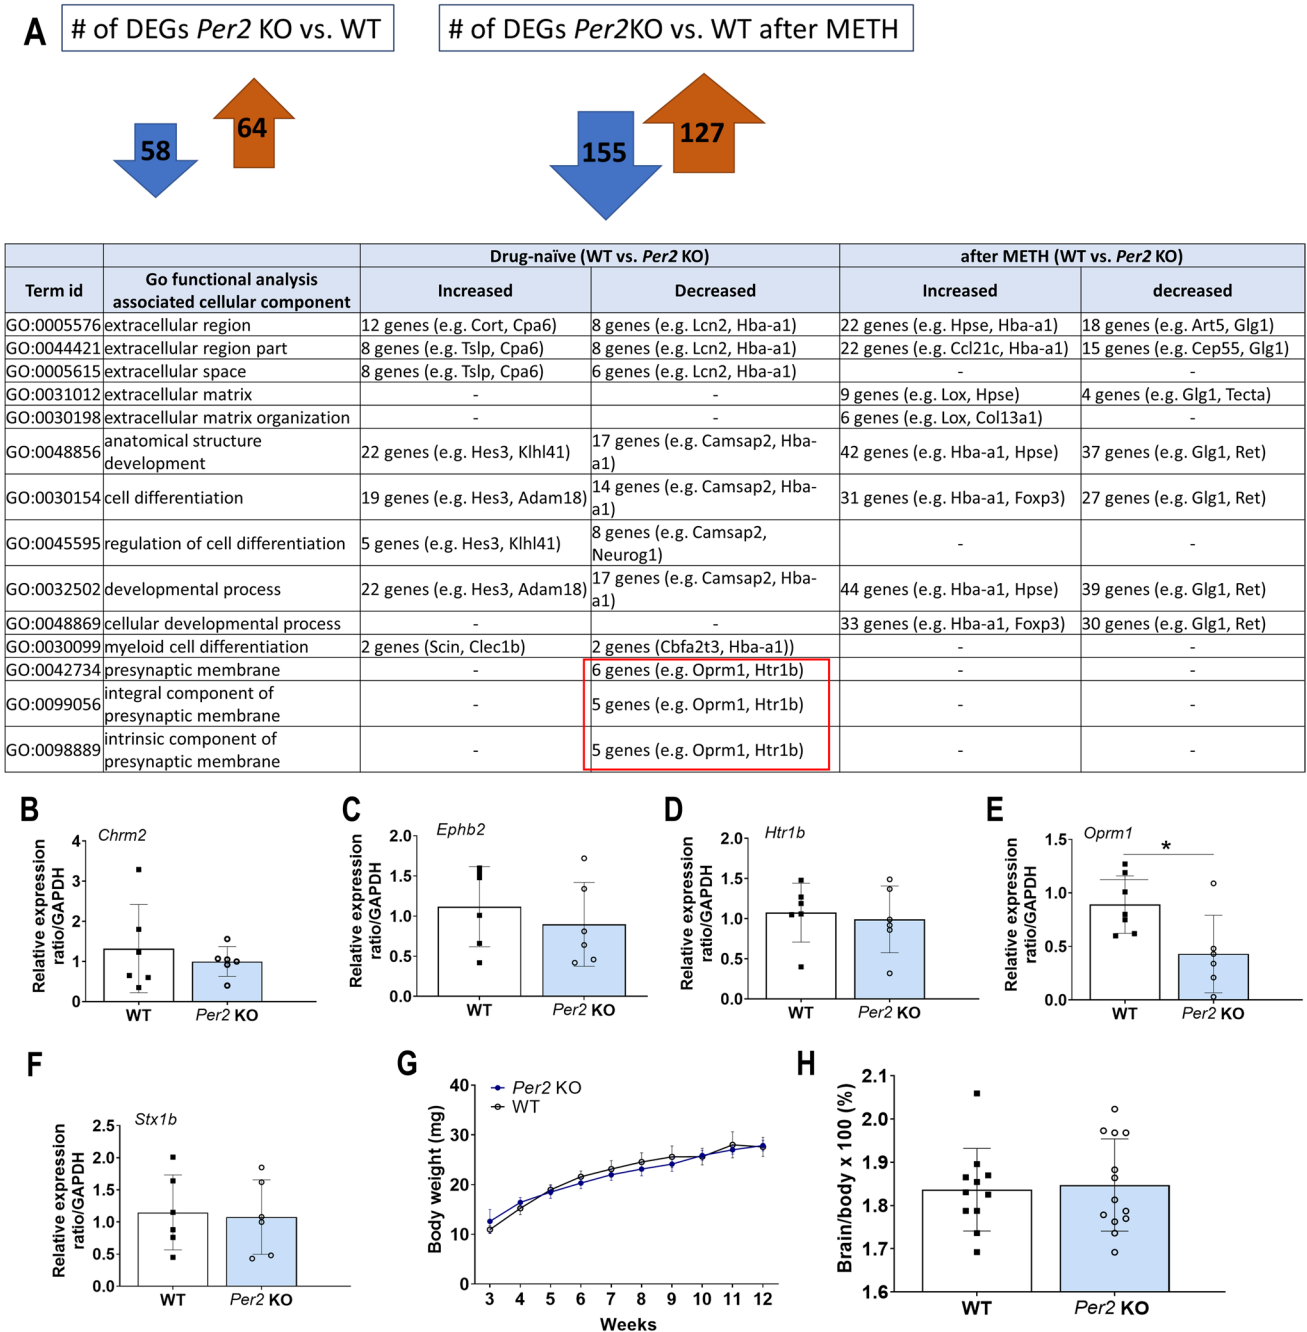 A
# of DEGs Per2 KO vs. WT
# of DEGs Per2KO vs. WT after METH
58
64
155
127
Drug-naïve (WT vs. Per2 KO)
after METH (WT vs. Per2 KO)
Term id
Go functional analysis
associated cellular component
Increased
Decreased
Increased
decreased
GO:0005576 extracellular region 12 genes (e.g. Cort, Cpa6) 8 genes (e.g. Lcn2, Hba-a1) 22 genes (e.g. Hpse, Hba-a1) 18 genes (e.g. Art5, Glg1)
GO:0044421 extracellular region part 8 genes (e.g. Tslp, Cpa6) 8 genes (e.g. Lcn2, Hba-a1) 22 genes (e.g. Ccl21c, Hba-a1) 15 genes (e.g. Cep55, Glg1)
GO:0005615 extracellular space 8 genes (e.g. Tslp, Cpa6) 6 genes (e.g. Lcn2, Hba-a1) - -
GO:0031012 extracellular matrix - - 9 genes (e.g. Lox, Hpse) 4 genes (e.g. Glg1, Tecta)
GO:0030198 extracellular matrix organization - - 6 genes (e.g. Lox, Col13a1) -
GO:0048856
anatomical structure
development
22 genes (e.g. Hes3, Klhl41)
17 genes (e.g. Camsap2, Hba-
a1)
42 genes (e.g. Hba-a1, Hpse)
37 genes (e.g. Glg1, Ret)
GO:0030154 cell differentiation
19 genes (e.g. Hes3, Adam18)
14 genes (e.g. Camsap2, Hba-
a1)
31 genes (e.g. Hba-a1, Foxp3)
27 genes (e.g. Glg1, Ret)
GO:0045595 regulation of cell differentiation
5 genes (e.g. Hes3, Klhl41)
8 genes (e.g. Camsap2,
Neurog1)
-
-
GO:0032502 developmental process
22 genes (e.g. Hes3, Adam18)
17 genes (e.g. Camsap2, Hba-
a1)
44 genes (e.g. Hba-a1, Hpse)
39 genes (e.g. Glg1, Ret)
GO:0048869 cellular developmental process - - 33 genes (e.g. Hba-a1, Foxp3) 30 genes (e.g. Glg1, Ret)
GO:0030099 myeloid cell differentiation 2 genes (Scin, Clec1b) 2 genes (Cbfa2t3, Hba-a1)) - -
GO:0042734 presynaptic membrane - 6 genes (e.g. Oprm1, Htr1b) - -
GO:0099056
integral component of
presynaptic membrane
-
5 genes (e.g. Oprm1, Htr1b)
-
-
GO:0098889
intrinsic component of
presynaptic membrane
-
5 genes (e.g. Oprm1, Htr1b)
-
-
B
Chrm2
Relative expression
ratio/GAPDH
4
3
2
1
0
WT
Per2 KO
C
Ephb2
Relative expression
ratio/GAPDH
2.0
1.5
1.0
0.5
0.0
WT
Per2 KO
D
Htr1b
Relative expression
ratio/GAPDH
2.0
1.5
1.0
0.5
0.0
WT
Per2 KO
E
Oprm1
*
Relative expression
ratio/GAPDH
1.5
1.0
0.5
0.0
WT
Per2 KO
F
Stx1b
Relative expression
ratio/GAPDH
2.5
2.0
1.5
1.0
0.5
0.0
WT
Per2 KO
G
Per2 KO
WT
Body weight (mg)
40
30
20
10
0
3 4 5 6 7 8 9 10 11 12
Weeks
H
Brain/body x 100 (%)
2.1
2.0
1.9
1.8
1.7
1.6
WT
Per2 KO